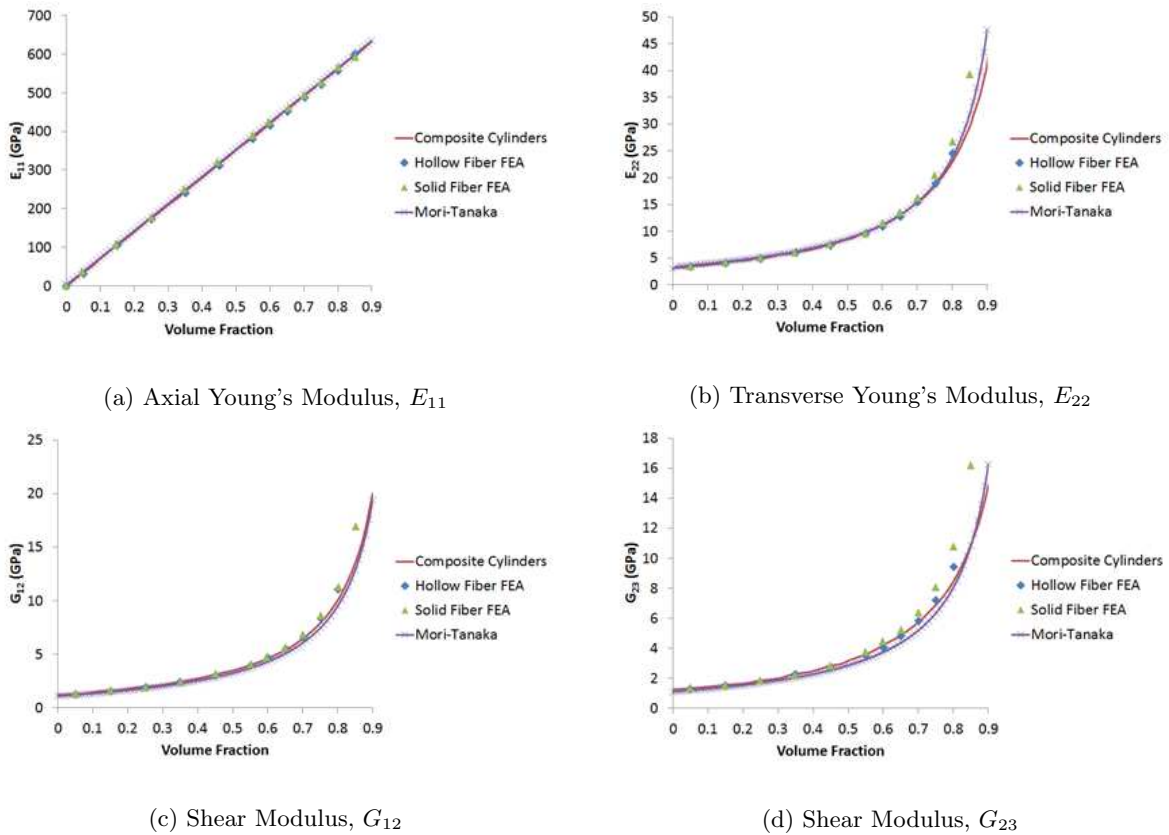 700
600
500
400
300
200
100
0
E11 (GPa)
0 0.1 0.2 0.3 0.4 0.5 0.6 0.7 0.8 0.9
Volume Fraction
Composite Cylinders
Hollow Fiber FEA
Solid Fiber FEA
Mori-Tanaka
(a) Axial Young's Modulus, E11
50
45
40
35
30
25
20
15
10
5
0
E22 (GPa)
0 0.1 0.2 0.3 0.4 0.5 0.6 0.7 0.8 0.9
Volume Fraction
Composite Cylinders
Hollow Fiber FEA
Solid Fiber FEA
Mori-Tanaka
(b) Transverse Young's Modulus, E22
25
20
15
10
5
0
G12 (GPa)
0 0.1 0.2 0.3 0.4 0.5 0.6 0.7 0.8 0.9
Volume Fraction
Composite Cylinders
Hollow Fiber FEA
Solid Fiber FEA
Mori-Tanaka
(c) Shear Modulus, G12
18
16
14
12
10
8
6
4
2
0
G23 (GPa)
0 0.1 0.2 0.3 0.4 0.5 0.6 0.7 0.8 0.9
Volume Fraction
Composite Cylinders
Hollow Fiber FEA
Solid Fiber FEA
Mori-Tanaka
(d) Shear Modulus, G23